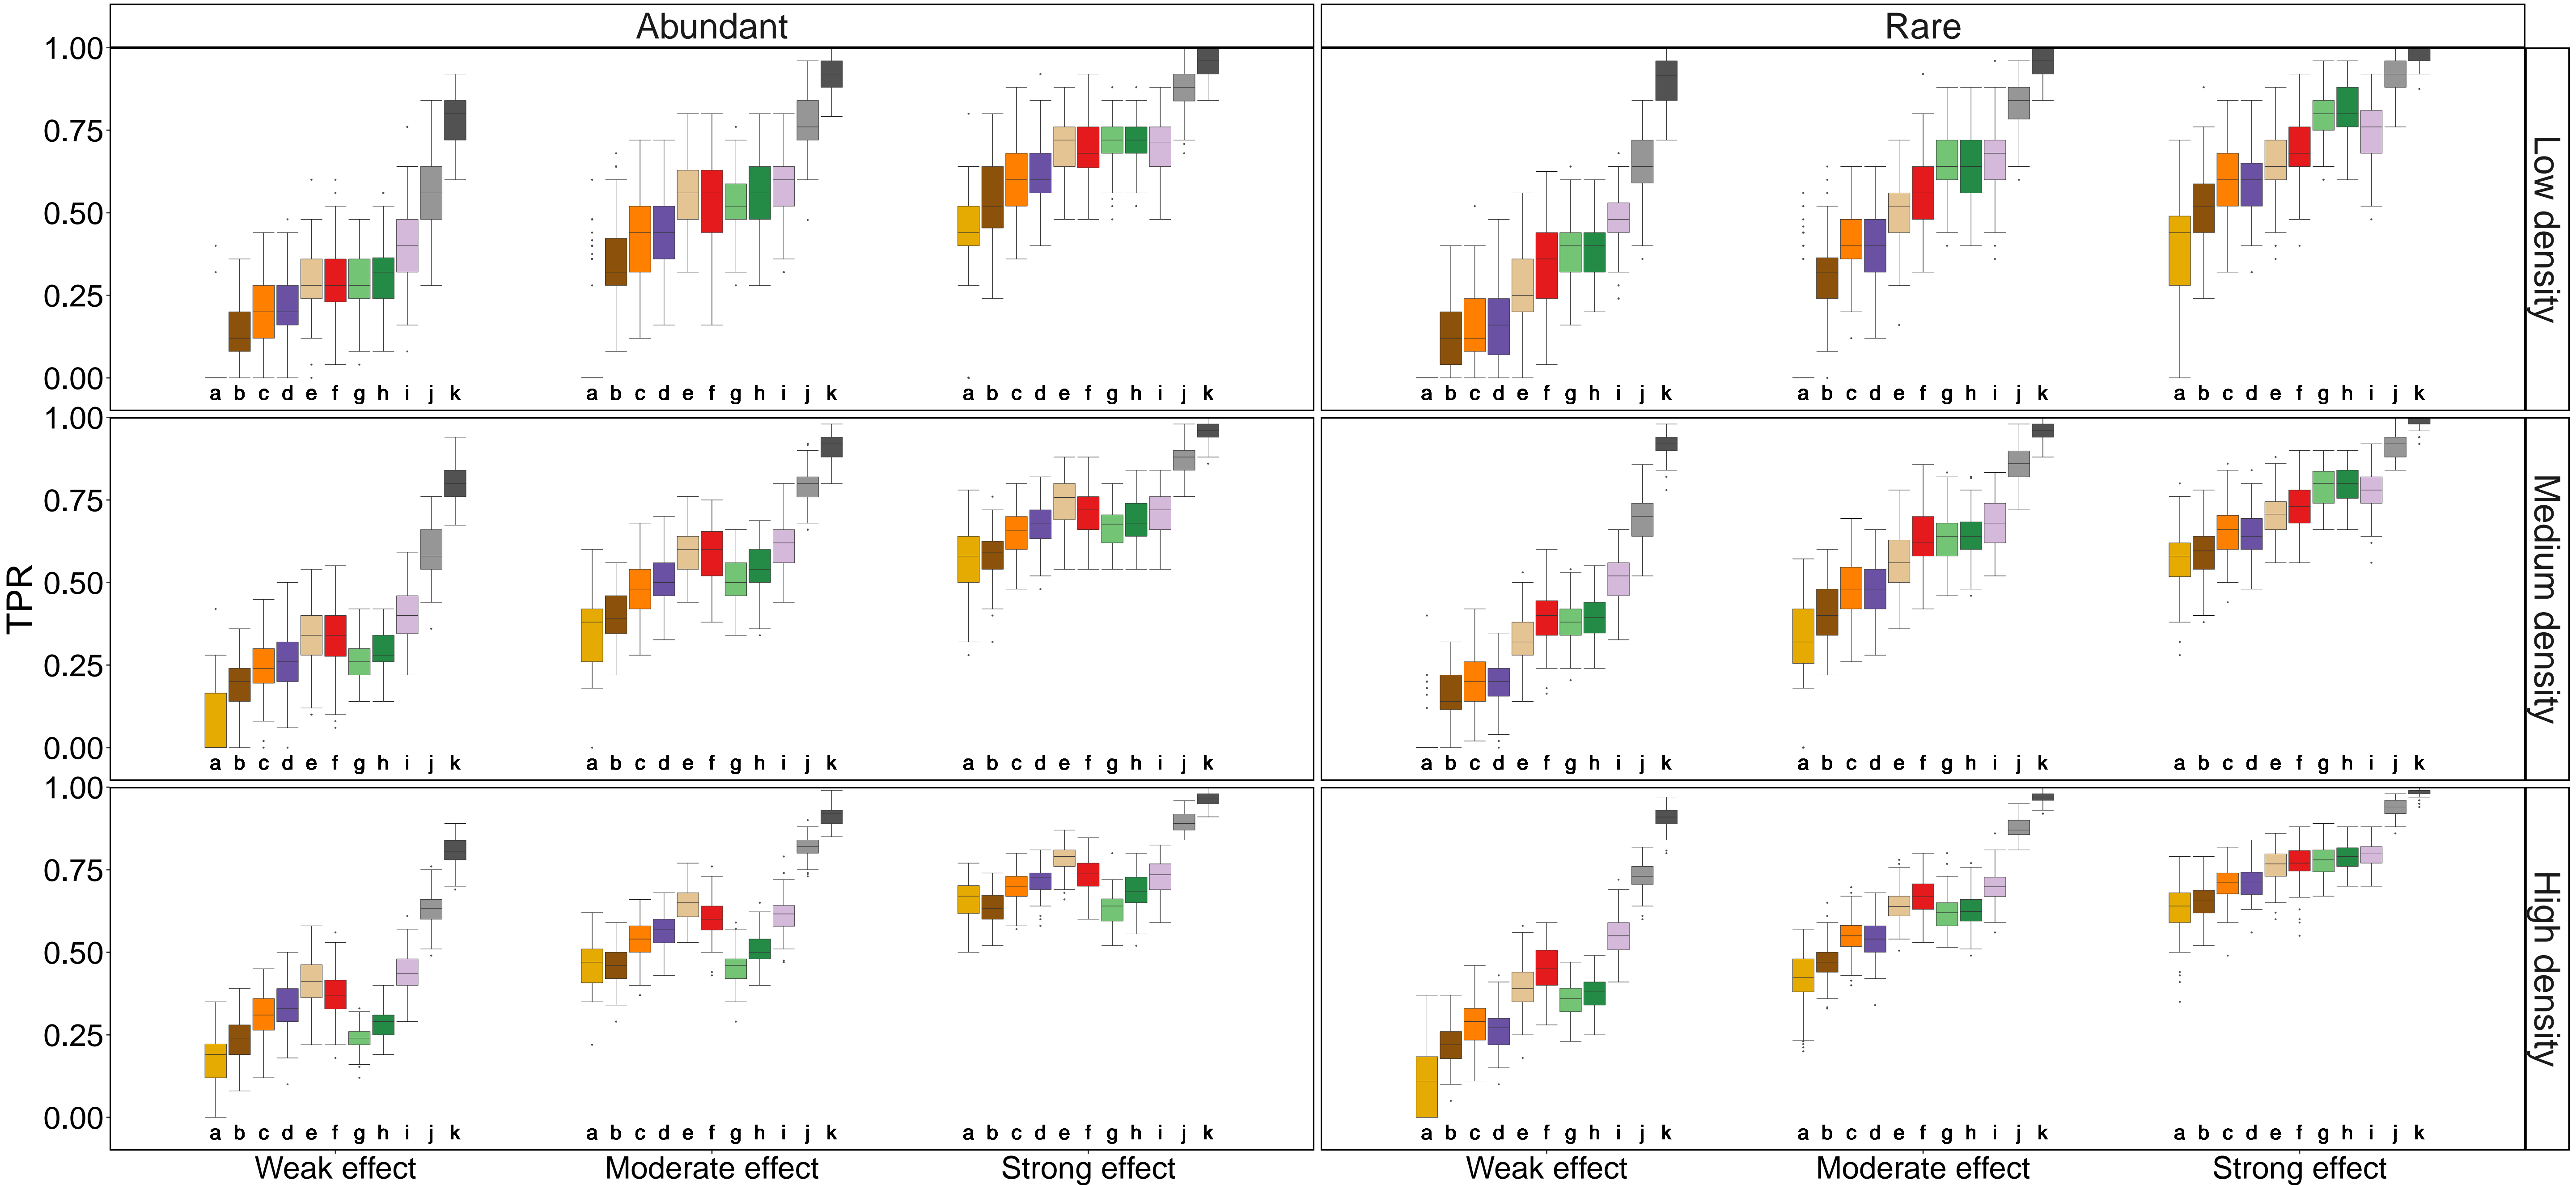 Abundant Rare
1.00
0.75
0.50
0.25
0.00
a b c d e f g h i j k a b c d e f g h i j k a b c d e f g h i j k a b c d e f g h i j k a b c d e f g h i j k a b c d e f g h i j k
Low density
TPR
1.00
0.75
0.50
0.25
0.00
a b c d e f g h i j k a b c d e f g h i j k a b c d e f g h i j k a b c d e f g h i j k a b c d e f g h i j k a b c d e f g h i j k
Medium density
1.00
0.75
0.50
0.25
0.00
a b c d e f g h i j k a b c d e f g h i j k a b c d e f g h i j k a b c d e f g h i j k a b c d e f g h i j k a b c d e f g h i j k
High density
Weak effect Moderate effect Strong effect Weak effect Moderate effect Strong effect